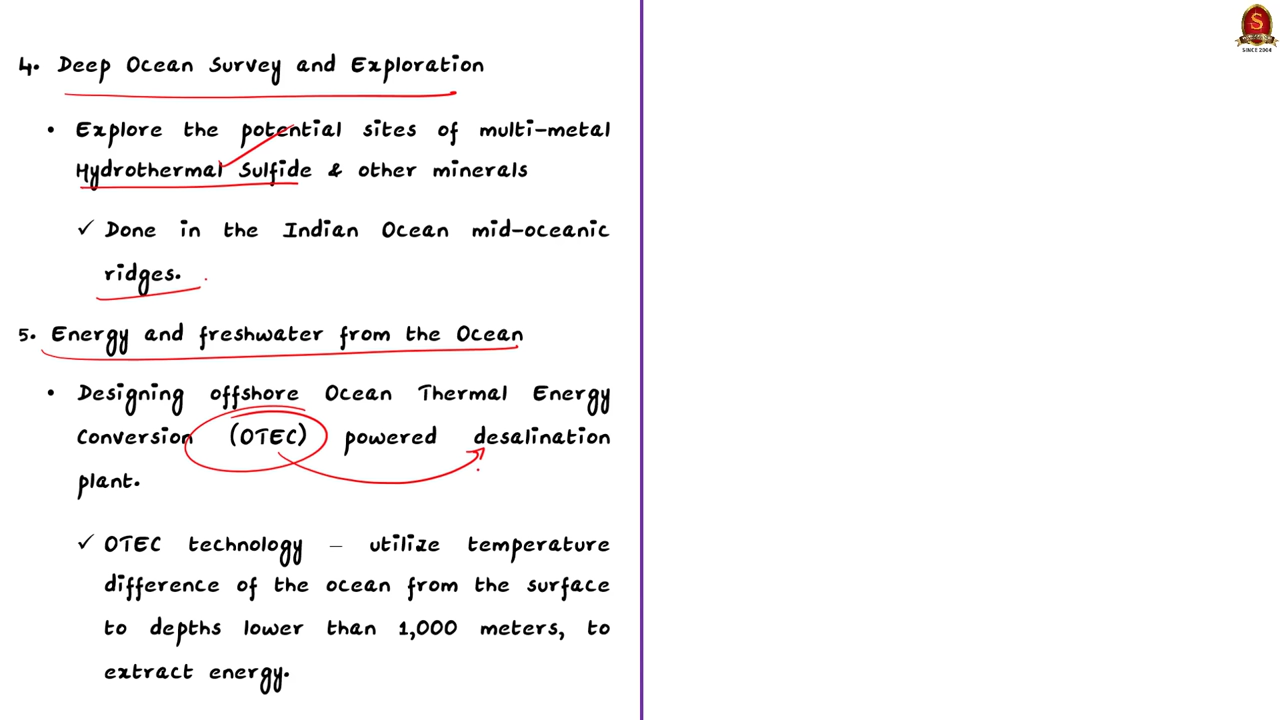 4. Deep Ocean Survey and Exploration
• Explore the potential sites of multi-metal
Hydrothermal Sulfide & other minerals
✓ Done in the Indian Ocean mid-oceanic
ridges.
5. Energy and freshwater from the Ocean
• Designing offshore Ocean Thermal Energy
Conversion (OTEC) powered desalination
plant.
✓ OTEC technology – utilize temperature
difference of the ocean from the surface
to depths lower than 1,000 meters, to
extract energy.
S
SINCE 2004